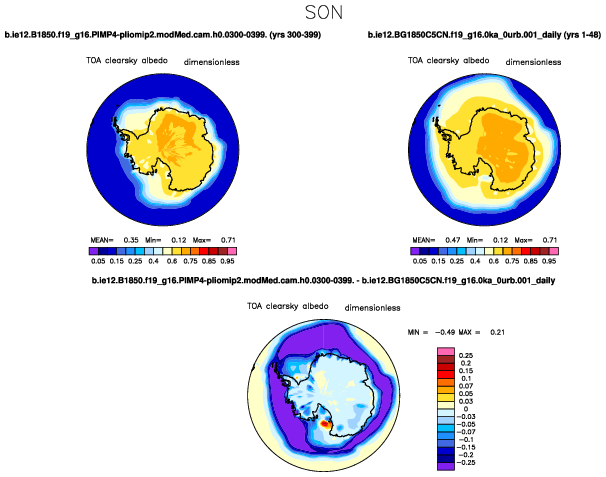 SON
b.ie12.B1850.f19_g16.PIMP4-pliomip2.modMed.cam.h0.0300-0399. (yrs 300-399)
b.ie12.BG1850C5CN.f19_g16.0ka_0urb.001_daily (yrs 1-48)
TOA clearsky albedo dimensionless
TOA clearsky albedo dimensionless
MEAN= 0.35 Min= 0.12 Max= 0.71
MEAN= 0.47 Min= 0.12 Max= 0.71
0.05 0.15 0.25 0.4 0.6 0.75 0.85 0.95
0.05 0.15 0.25 0.4 0.6 0.75 0.85 0.95
b.ie12.B1850.f19_g16.PIMP4-pliomip2.modMed.cam.h0.0300-0399. - b.ie12.BG1850C5CN.f19_g16.0ka_0urb.001_daily
TOA clearsky albedo dimensionless
MIN = -0.49 MAX = 0.21
0.25
0.2
0.15
0.1
0.07
0.05
0.03
0
-0.03
-0.05
-0.07
-0.1
-0.15
-0.2
-0.25